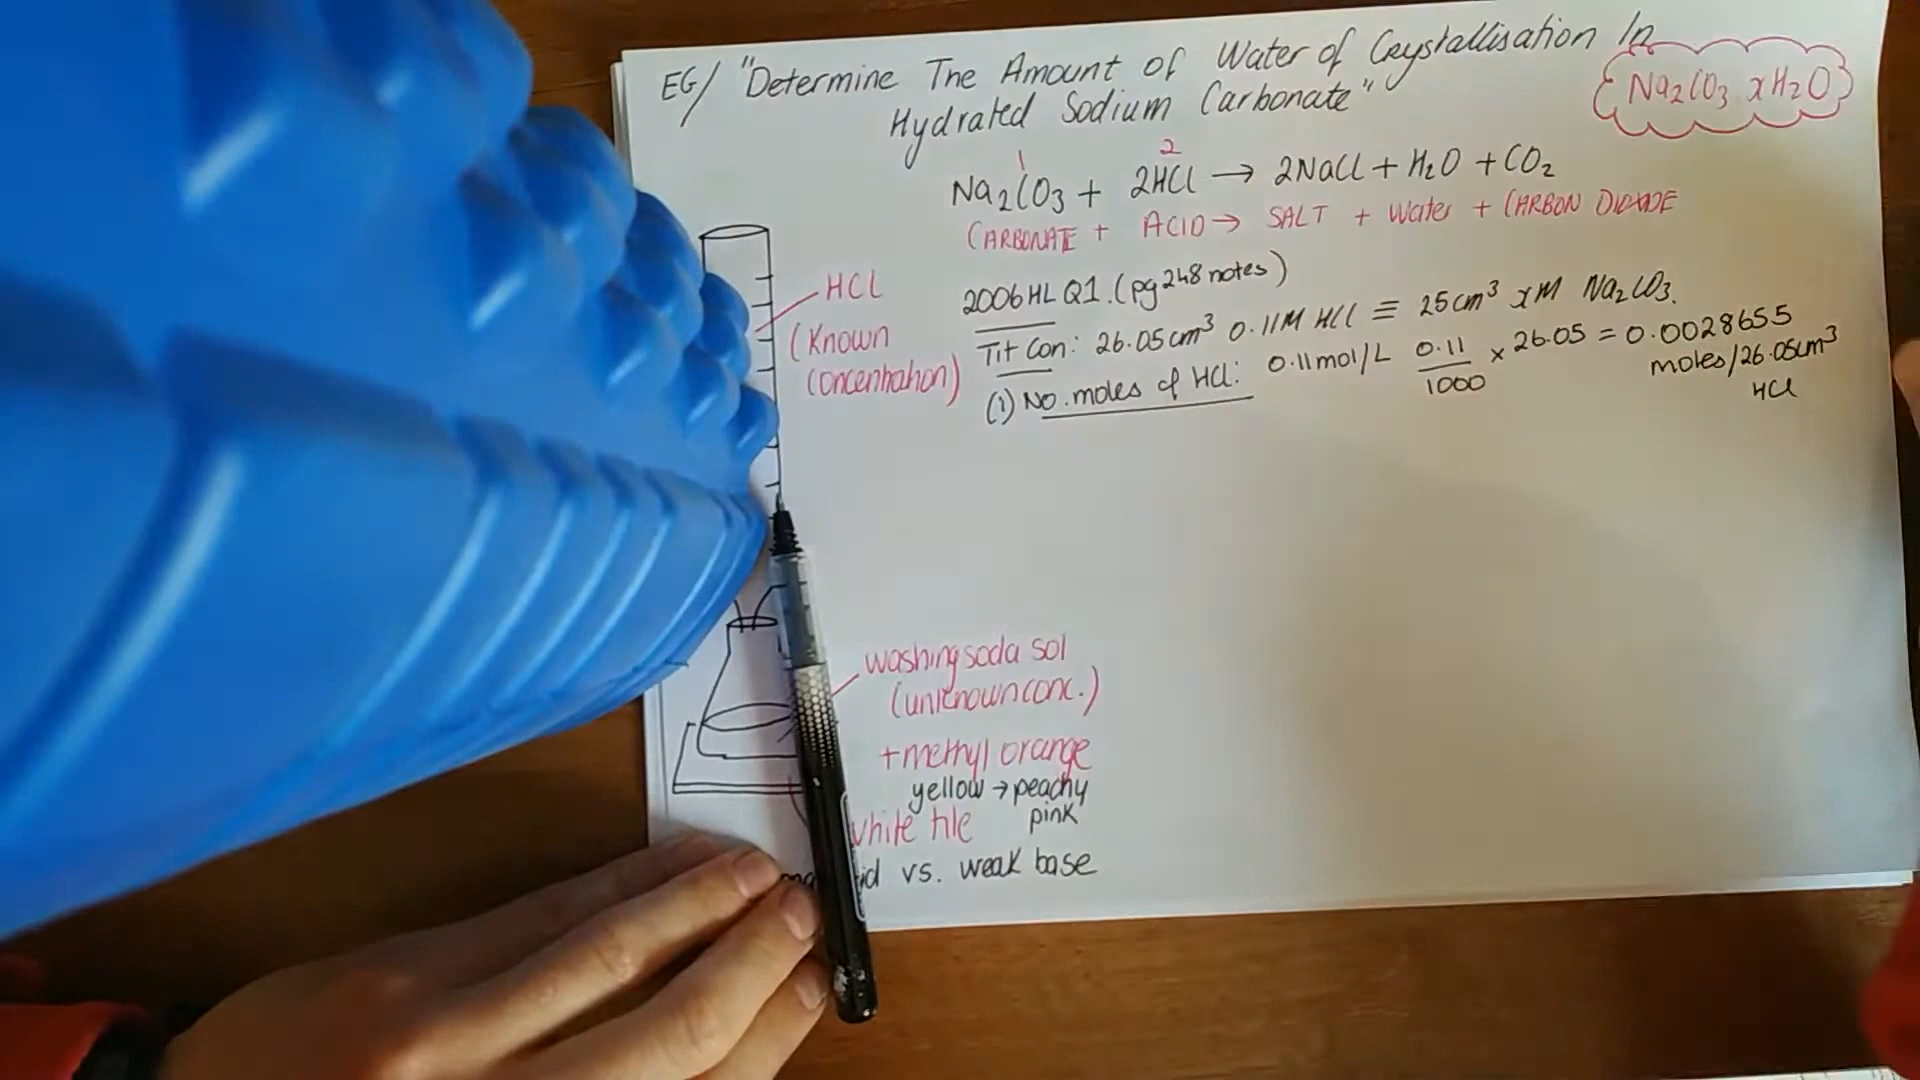 EG/ "Determine The Amount of Water of Crystallisation In
Hydrated Sodium Carbonate"
Na2CO3 xH2O
1 2
Na2CO3 + 2HCl → 2NaCl + H2O + CO2
CARBONATE + ACID → SALT + Water + CARBON DIOXIDE
2006 HL Q1. (pg 248 notes)
Tit Con: 26.05cm3 0.11M HCl ≡ 25cm3 xM Na2CO3.
(1) No. moles of HCl: 0.11mol/L 0.11/1000 × 26.05 = 0.0028655
moles/26.05cm3
HCl
HCl
(Known
Concentration)
washing soda sol
(unknown conc.)
+methyl orange
yellow → peachy
pink
white tile
vs. weak base